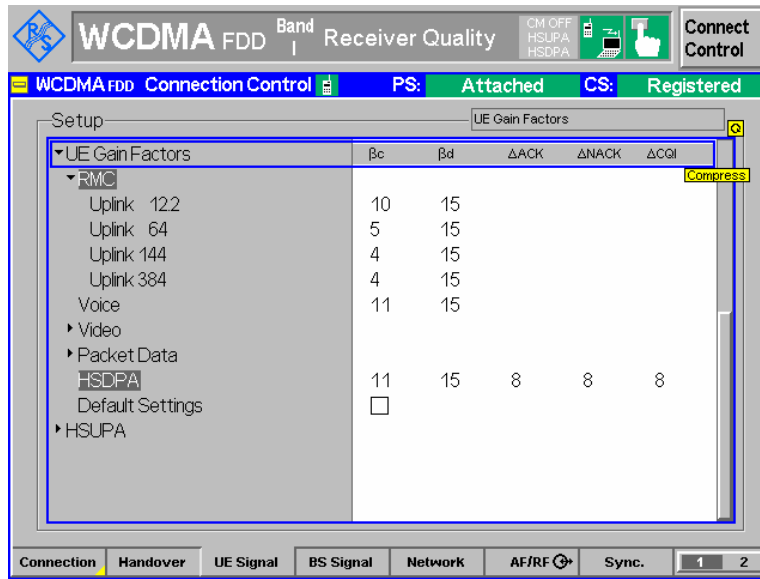 R&S WCDMA FDD Band I Receiver Quality CM OFF HSUPA HSDPA Connect Control
WCDMA FDD Connection Control PS: Attached CS: Registered
Setup UE Gain Factors
UE Gain Factors βc βd ΔACK ΔNACK ΔCQI
Compress
RMC
Uplink 12.2 10 15
Uplink 64 5 15
Uplink 144 4 15
Uplink 384 4 15
Voice 11 15
Video
Packet Data
HSDPA 11 15 8 8 8
Default Settings
HSUPA
Connection Handover UE Signal BS Signal Network AF/RF Sync. 1 2